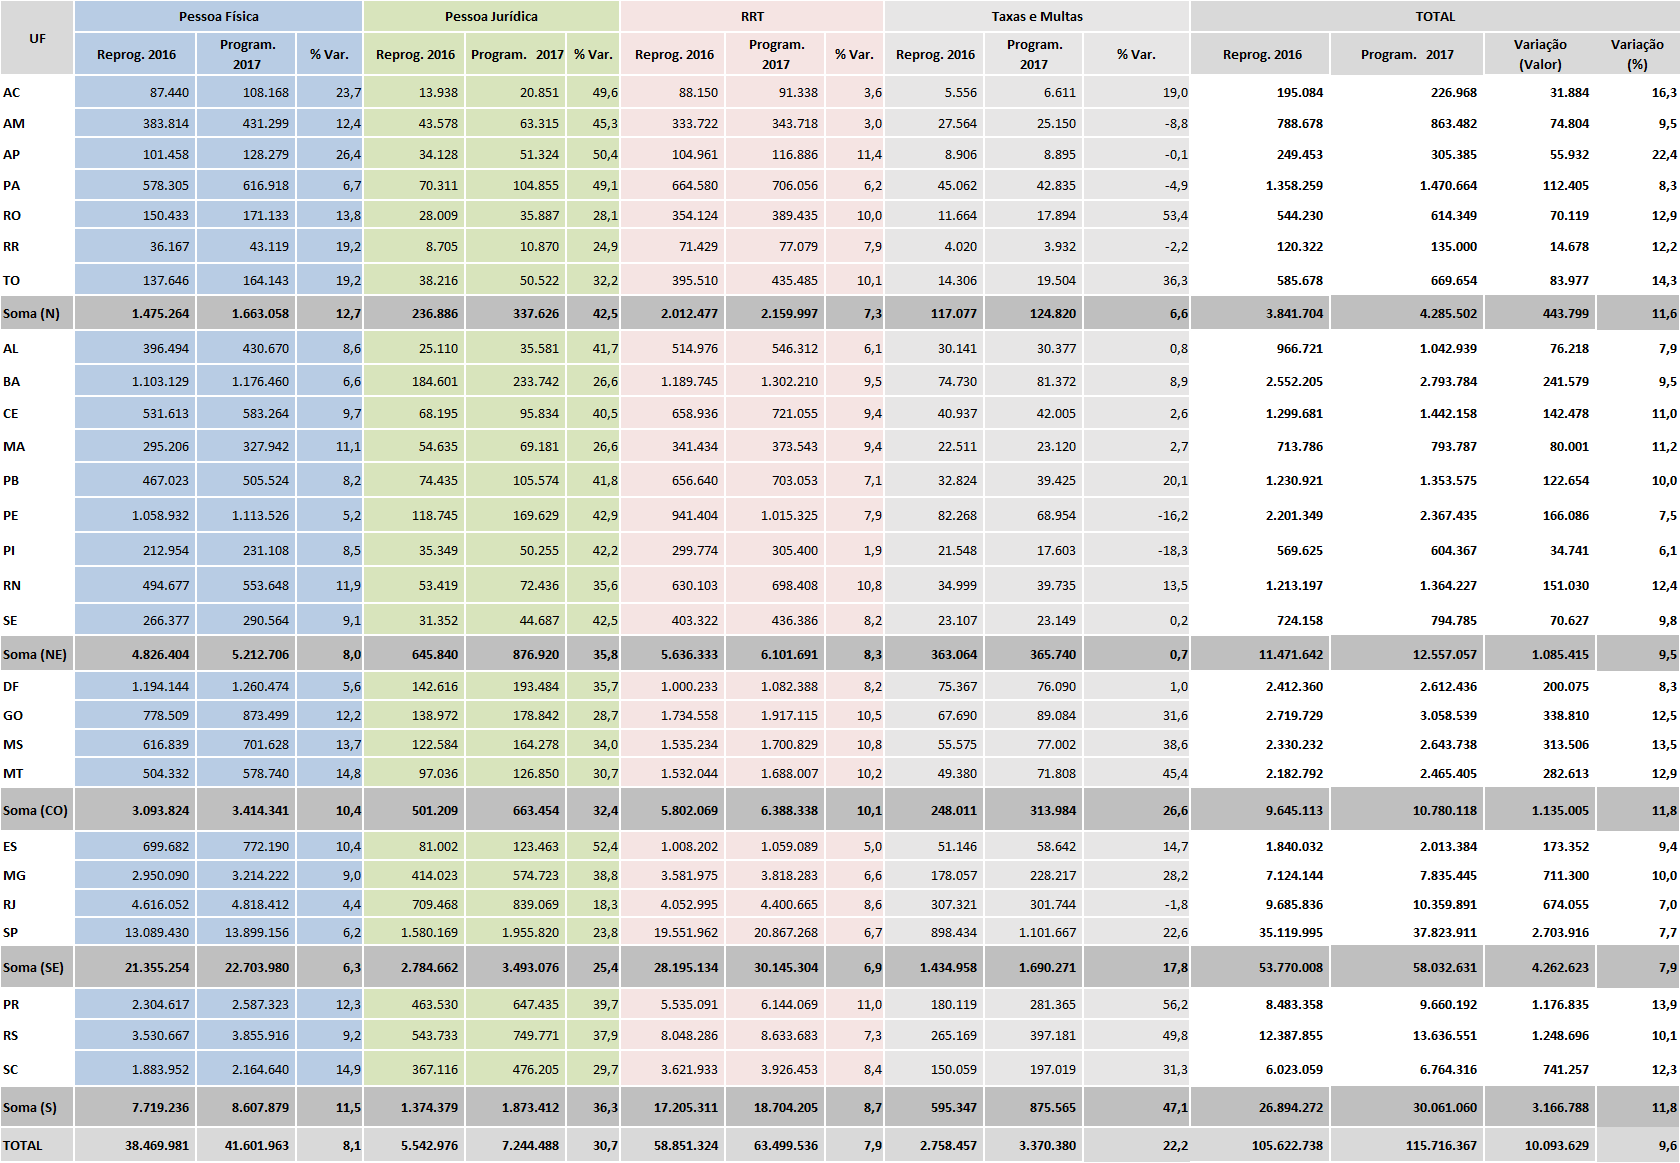 UF Pessoa Física Pessoa Jurídica RRT Taxas e Multas TOTAL
Reprog. 2016 Program. 2017 % Var. Reprog. 2016 Program. 2017 % Var. Reprog. 2016 Program. 2017 % Var. Reprog. 2016 Program. 2017 % Var. Reprog. 2016 Program. 2017 Variação (Valor) Variação (%)
AC 87.440 108.168 23,7 13.938 20.851 49,6 88.150 91.338 3,6 5.556 6.611 19,0 195.084 226.968 31.884 16,3
AM 383.814 431.299 12,4 43.578 63.315 45,3 333.722 343.718 3,0 27.564 25.150 -8,8 788.678 863.482 74.804 9,5
AP 101.458 128.279 26,4 34.128 51.324 50,4 104.961 116.886 11,4 8.906 8.895 -0,1 249.453 305.385 55.932 22,4
PA 578.305 616.918 6,7 70.311 104.855 49,1 664.580 706.056 6,2 45.062 42.835 -4,9 1.358.259 1.470.664 112.405 8,3
RO 150.433 171.133 13,8 28.009 35.887 28,1 354.124 389.435 10,0 11.664 17.894 53,4 544.230 614.349 70.119 12,9
RR 36.167 43.119 19,2 8.705 10.870 24,9 71.429 77.079 7,9 4.020 3.932 -2,2 120.322 135.000 14.678 12,2
TO 137.646 164.143 19,2 38.216 50.522 32,2 395.510 435.485 10,1 14.306 19.504 36,3 585.678 669.654 83.977 14,3
Soma (N) 1.475.264 1.663.058 12,7 236.886 337.626 42,5 2.012.477 2.159.997 7,3 117.077 124.820 6,6 3.841.704 4.285.502 443.799 11,6
AL 396.494 430.670 8,6 25.110 35.581 41,7 514.976 546.312 6,1 30.141 30.377 0,8 966.721 1.042.939 76.218 7,9
BA 1.103.129 1.176.460 6,6 184.601 233.742 26,6 1.189.745 1.302.210 9,5 74.730 81.372 8,9 2.552.205 2.793.784 241.579 9,5
CE 531.613 583.264 9,7 68.195 95.834 40,5 658.936 721.055 9,4 40.937 42.005 2,6 1.299.681 1.442.158 142.478 11,0
MA 295.206 327.942 11,1 54.635 69.181 26,6 341.434 373.543 9,4 22.511 23.120 2,7 713.786 793.787 80.001 11,2
PB 467.023 505.524 8,2 74.435 105.574 41,8 656.640 703.053 7,1 32.824 39.425 20,1 1.230.921 1.353.575 122.654 10,0
PE 1.058.932 1.113.526 5,2 118.745 169.629 42,9 941.404 1.015.325 7,9 82.268 68.954 -16,2 2.201.349 2.367.435 166.086 7,5
PI 212.954 231.108 8,5 35.349 50.255 42,2 299.774 305.400 1,9 21.548 17.603 -18,3 569.625 604.367 34.741 6,1
RN 494.677 553.648 11,9 53.419 72.436 35,6 630.103 698.408 10,8 34.999 39.735 13,5 1.213.197 1.364.227 151.030 12,4
SE 266.377 290.564 9,1 31.352 44.687 42,5 403.322 436.386 8,2 23.107 23.149 0,2 724.158 794.785 70.627 9,8
Soma (NE) 4.826.404 5.212.706 8,0 645.840 876.920 35,8 5.636.333 6.101.691 8,3 363.064 365.740 0,7 11.471.642 12.557.057 1.085.415 9,5
DF 1.194.144 1.260.474 5,6 142.616 193.484 35,7 1.000.233 1.082.388 8,2 75.367 76.090 1,0 2.412.360 2.612.436 200.075 8,3
GO 778.509 873.499 12,2 138.972 178.842 28,7 1.734.558 1.917.115 10,5 67.690 89.084 31,6 2.719.729 3.058.539 338.810 12,5
MS 616.839 701.628 13,7 122.584 164.278 34,0 1.535.234 1.700.829 10,8 55.575 77.002 38,6 2.330.232 2.643.738 313.506 13,5
MT 504.332 578.740 14,8 97.036 126.850 30,7 1.532.044 1.688.007 10,2 49.380 71.808 45,4 2.182.792 2.465.405 282.613 12,9
Soma (CO) 3.093.824 3.414.341 10,4 501.209 663.454 32,4 5.802.069 6.388.338 10,1 248.011 313.984 26,6 9.645.113 10.780.118 1.135.005 11,8
ES 699.682 772.190 10,4 81.002 123.463 52,4 1.008.202 1.059.089 5,0 51.146 58.642 14,7 1.840.032 2.013.384 173.352 9,4
MG 2.950.090 3.214.222 9,0 414.023 574.723 38,8 3.581.975 3.818.283 6,6 178.057 228.217 28,2 7.124.144 7.835.445 711.300 10,0
RJ 4.616.052 4.818.412 4,4 709.468 839.069 18,3 4.052.995 4.400.665 8,6 307.321 301.744 -1,8 9.685.836 10.359.891 674.055 7,0
SP 13.089.430 13.899.156 6,2 1.580.169 1.955.820 23,8 19.551.962 20.867.268 6,7 898.434 1.101.667 22,6 35.119.995 37.823.911 2.703.916 7,7
Soma (SE) 21.355.254 22.703.980 6,3 2.784.662 3.493.076 25,4 28.195.134 30.145.304 6,9 1.434.958 1.690.271 17,8 53.770.008 58.032.631 4.262.623 7,9
PR 2.304.617 2.587.323 12,3 463.530 647.435 39,7 5.535.091 6.144.069 11,0 180.119 281.365 56,2 8.483.358 9.660.192 1.176.835 13,9
RS 3.530.667 3.855.916 9,2 543.733 749.771 37,9 8.048.286 8.633.683 7,3 265.169 397.181 49,8 12.387.855 13.636.551 1.248.696 10,1
SC 1.883.952 2.164.640 14,9 367.116 476.205 29,7 3.621.933 3.926.453 8,4 150.059 197.019 31,3 6.023.059 6.764.316 741.257 12,3
Soma (S) 7.719.236 8.607.879 11,5 1.374.379 1.873.412 36,3 17.205.311 18.704.205 8,7 595.347 875.565 47,1 26.894.272 30.061.060 3.166.788 11,8
TOTAL 38.469.981 41.601.963 8,1 5.542.976 7.244.488 30,7 58.851.324 63.499.536 7,9 2.758.457 3.370.380 22,2 105.622.738 115.716.367 10.093.629 9,6